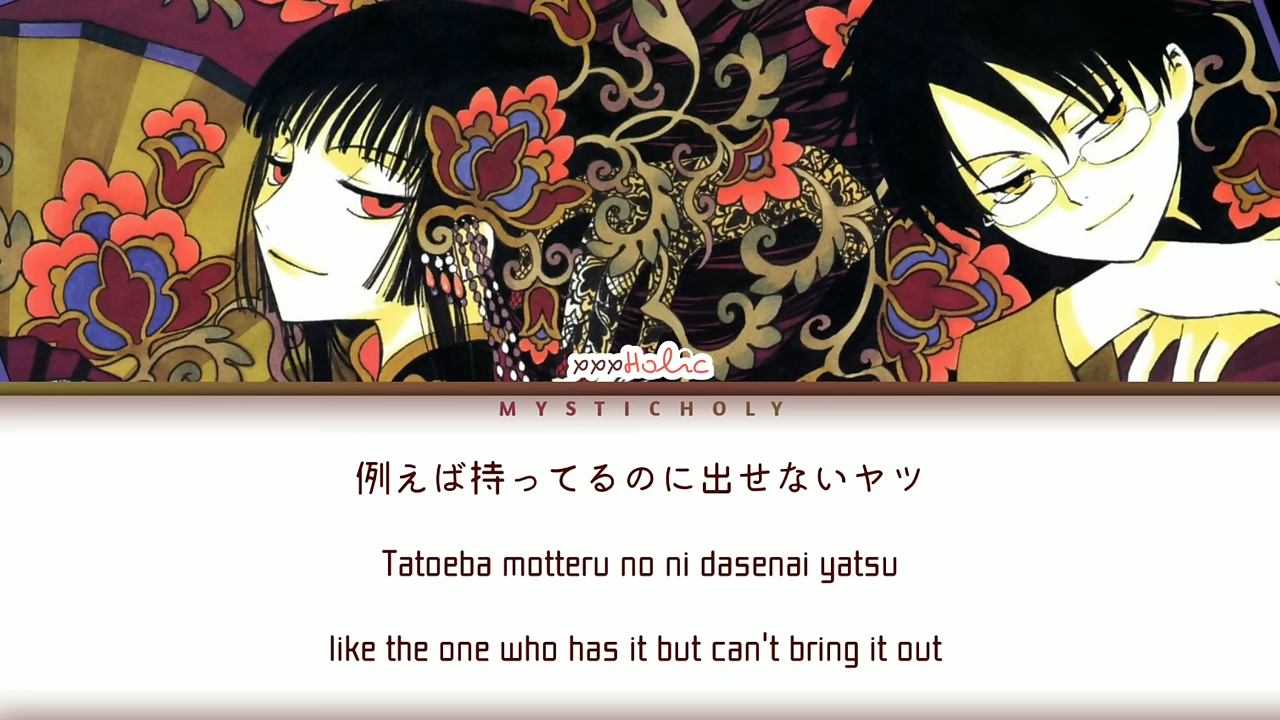 xxxHolic
MYSTICHOLY
例えば持ってるのに出せないヤツ
Tatoeba motteru no ni dasenai yatsu
like the one who has it but can't bring it out